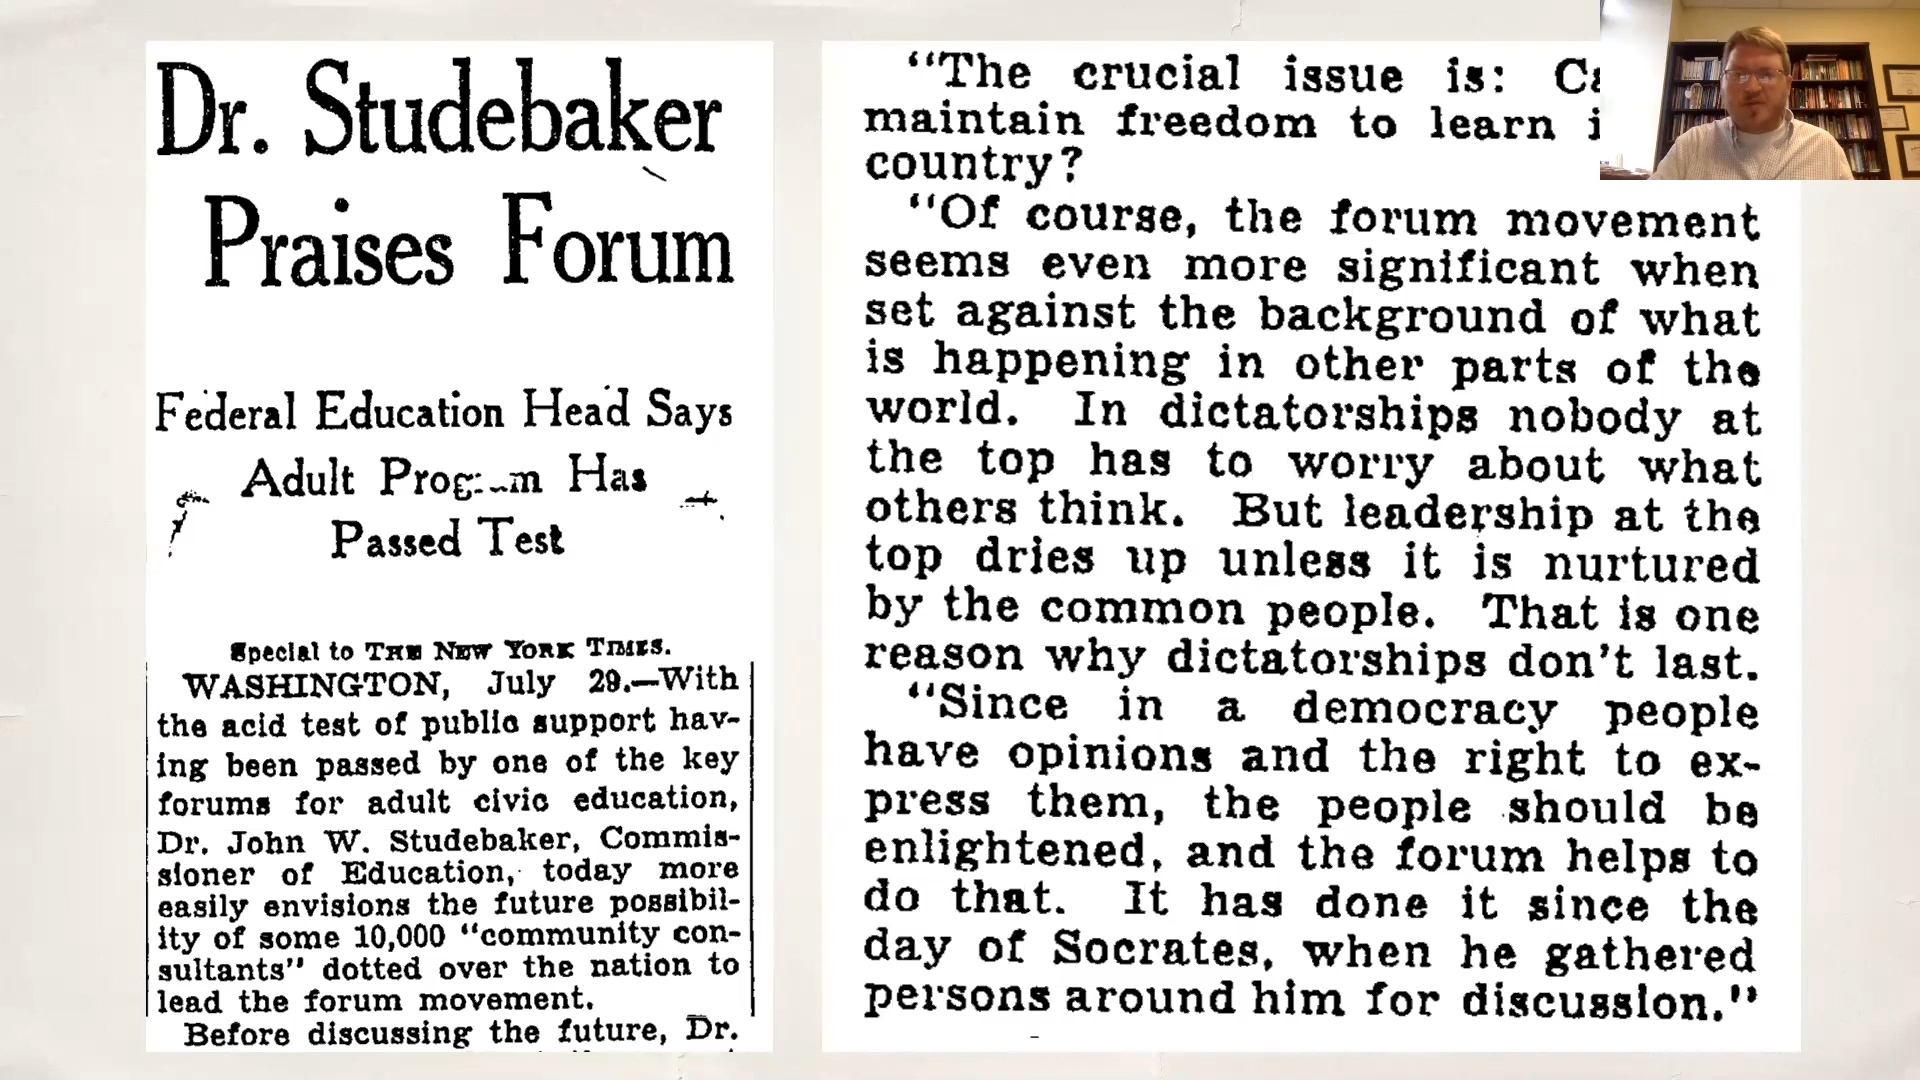 Dr. Studebaker
Praises Forum
Federal Education Head Says
Adult Has
Passed Test
Special to THE NEW YORK TIMES.
WASHINGTON, July 29.—With
the acid test of public support hav-
ing been passed by one of the key
forums for adult civic education,
Dr. John W. Studebaker, Commis-
sioner of Education, today more
easily envisions the future possibil-
ity of some 10,000 "community con-
sultants" dotted over the nation to
lead the forum movement.
Before discussing the future, Dr.
"The crucial issue is:
maintain freedom to learn
country?
"Of course, the forum movement
seems even more significant when
set against the background of what
is happening in other parts of the
world. In dictatorships nobody at
the top has to worry about what
others think. But leadership at the
top dries up unless it is nurtured
by the common people. That is one
reason why dictatorships don't last.
"Since in a democracy people
have opinions and the right to ex-
press them, the people should be
enlightened, and the forum helps to
do that. It has done it since the
day of Socrates, when he gathered
persons around him for discussion."